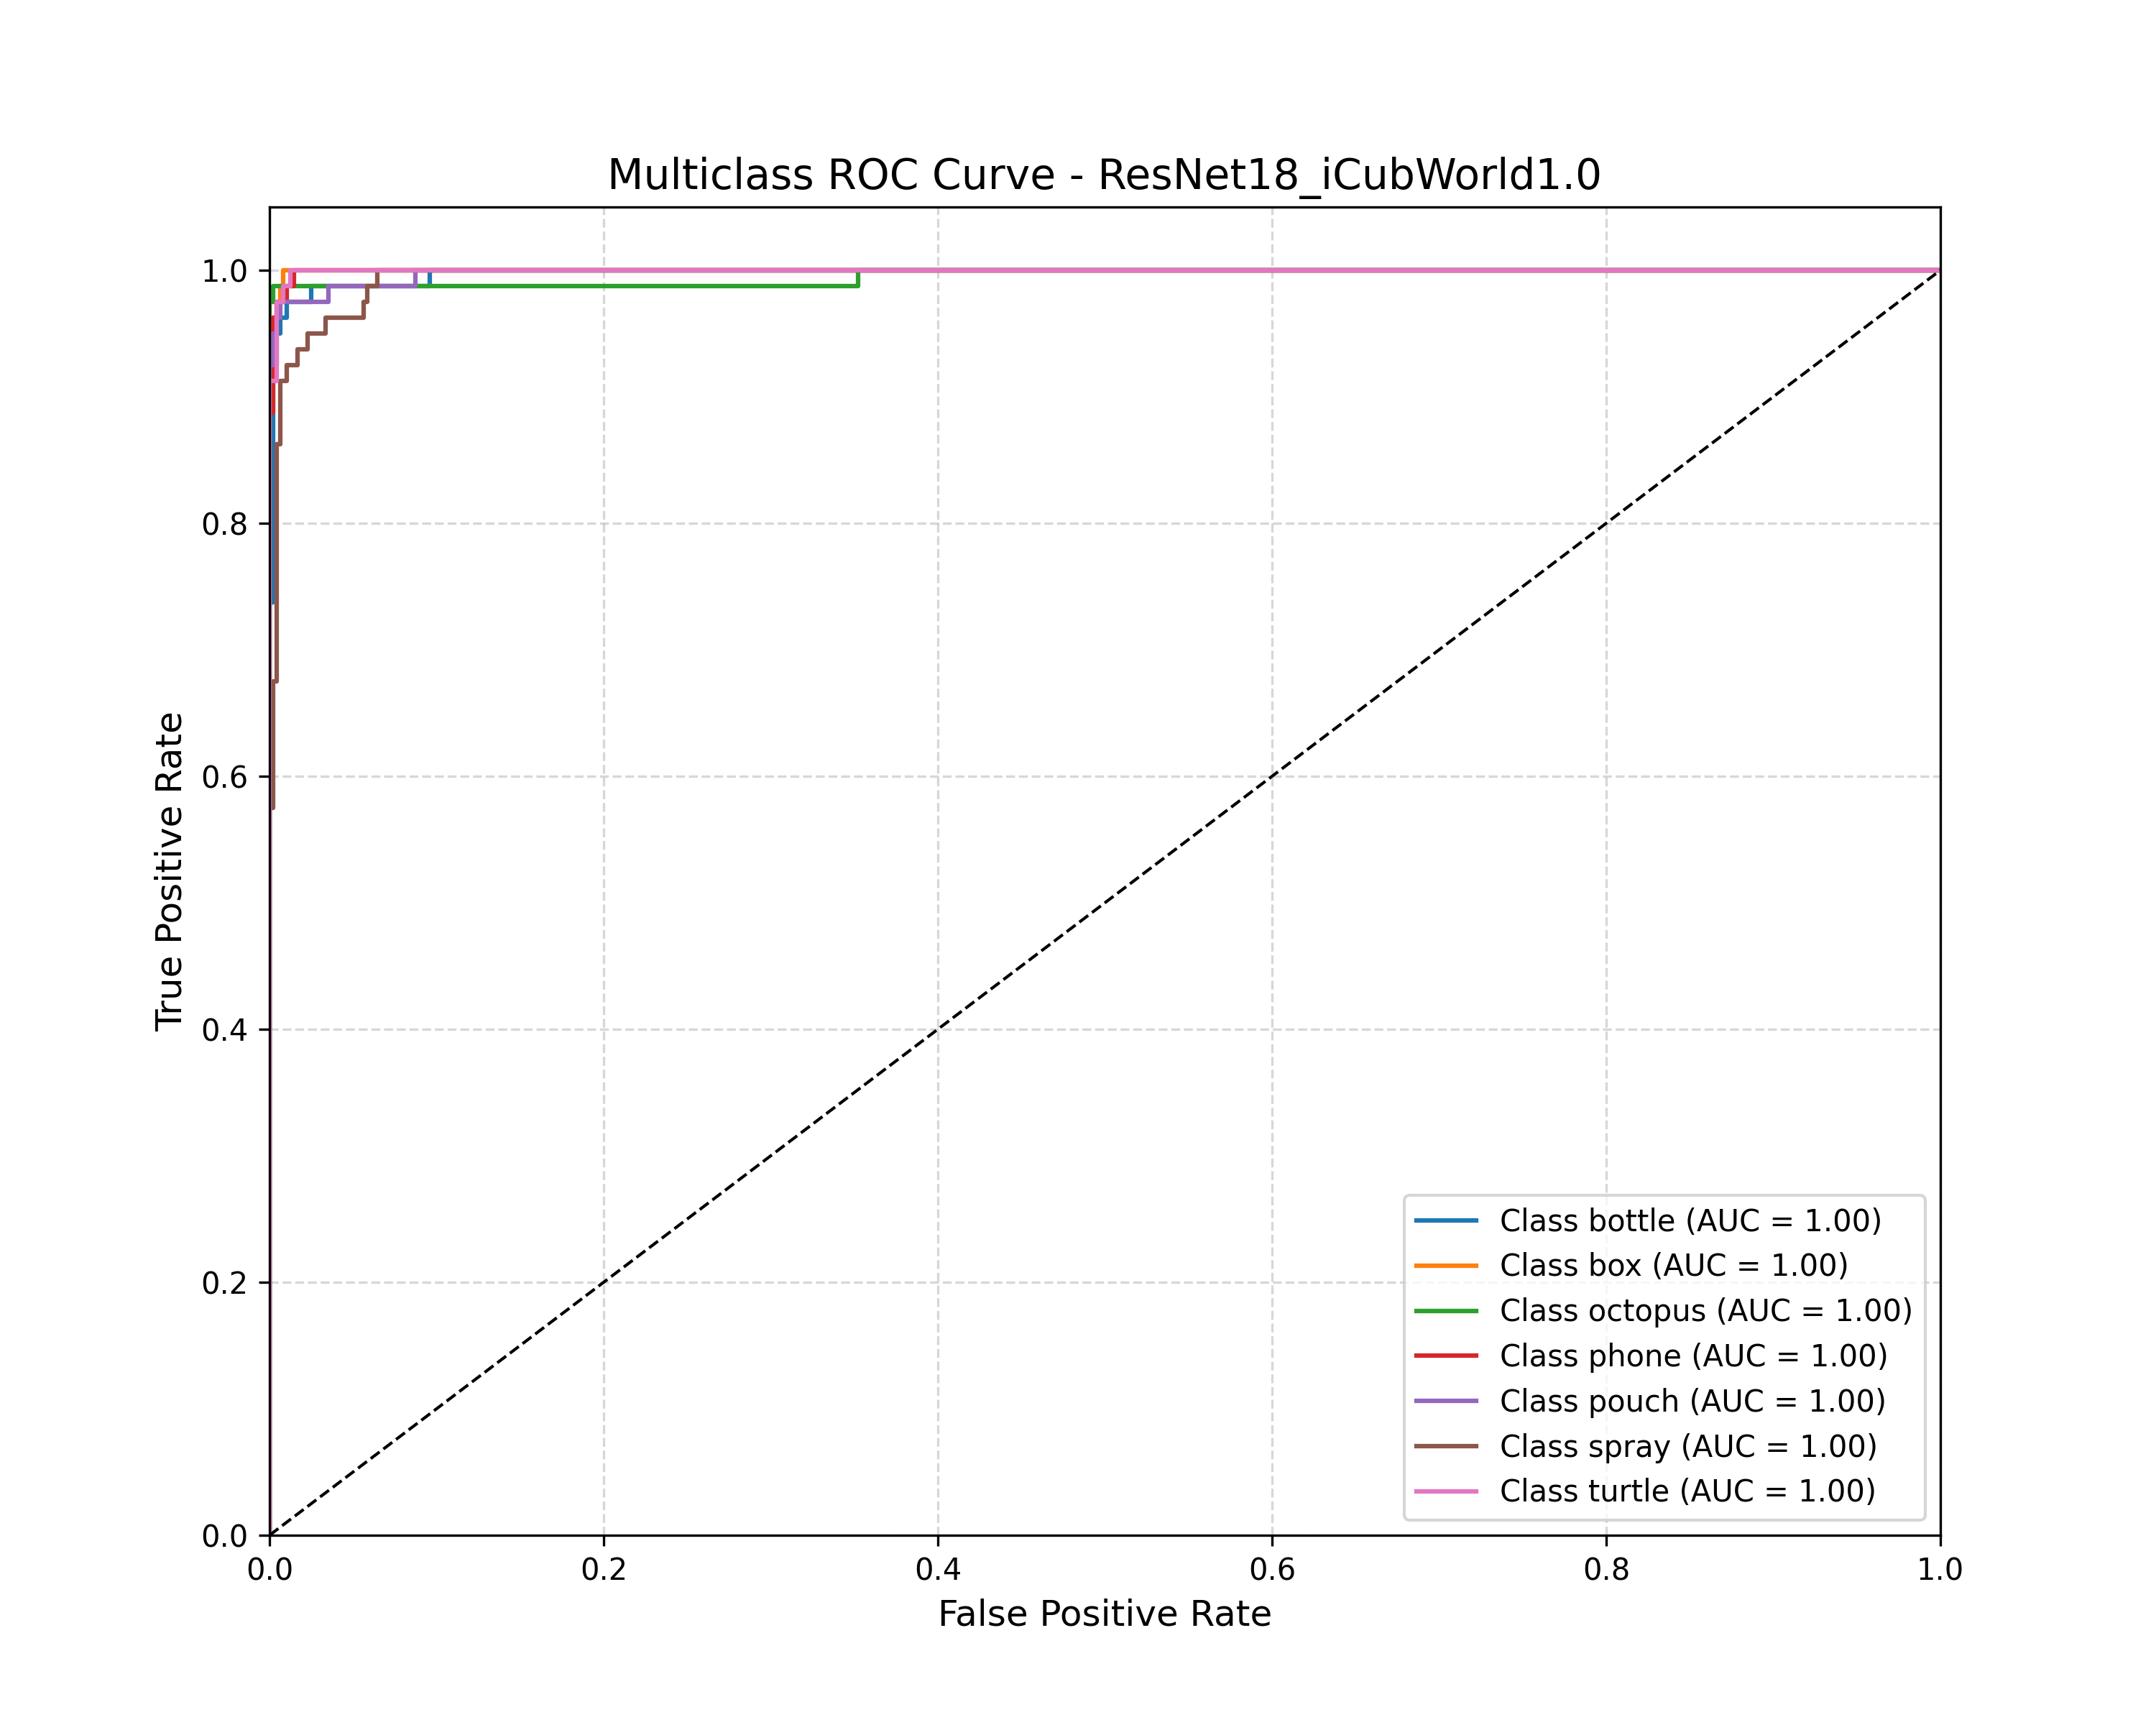 Multiclass ROC Curve - ResNet18_iCubWorld1.0
True Positive Rate
1.0
0.8
0.6
0.4
0.2
0.0
0.0 0.2 0.4 0.6 0.8 1.0
False Positive Rate
Class bottle (AUC = 1.00)
Class box (AUC = 1.00)
Class octopus (AUC = 1.00)
Class phone (AUC = 1.00)
Class pouch (AUC = 1.00)
Class spray (AUC = 1.00)
Class turtle (AUC = 1.00)